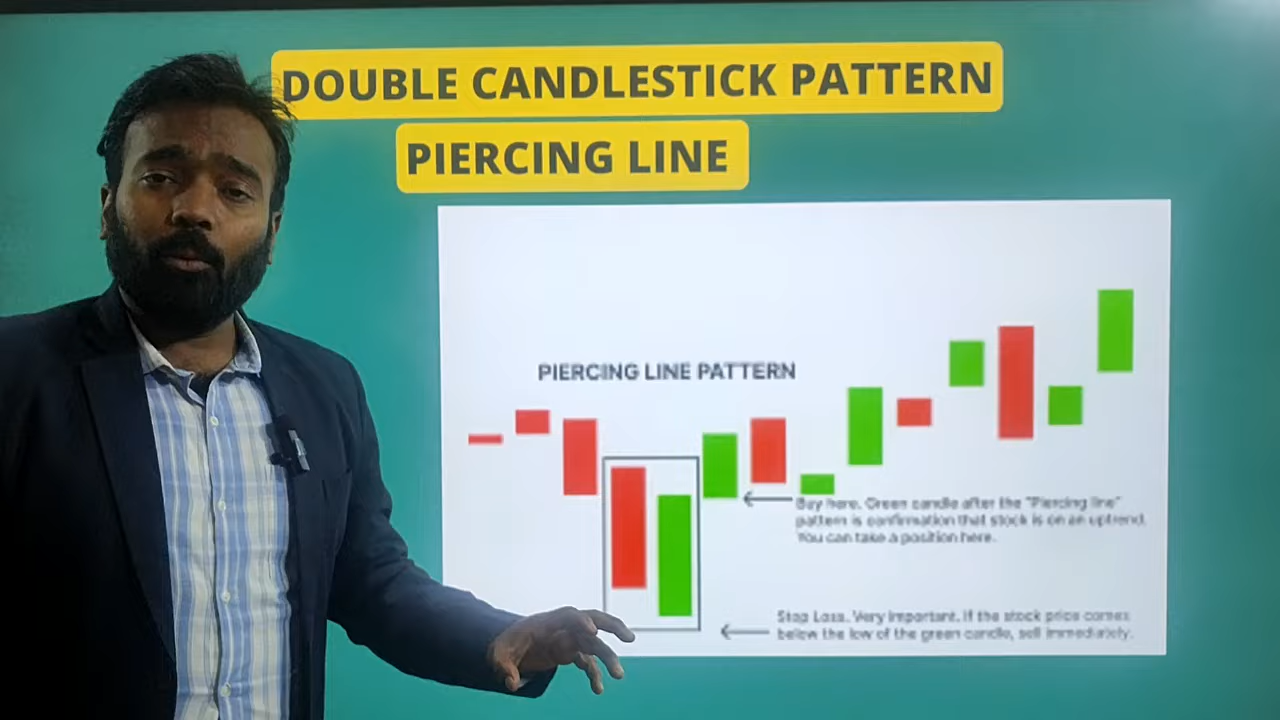 DOUBLE CANDLESTICK PATTERN
PIERCING LINE
PIERCING LINE PATTERN
Buy here. Green candle after the "Piercing line"
pattern is confirmation that stock is on an uptrend.
You can take a position here.
Stop Loss. Very important. If the stock price comes
below the low of the green candle, sell immediately.